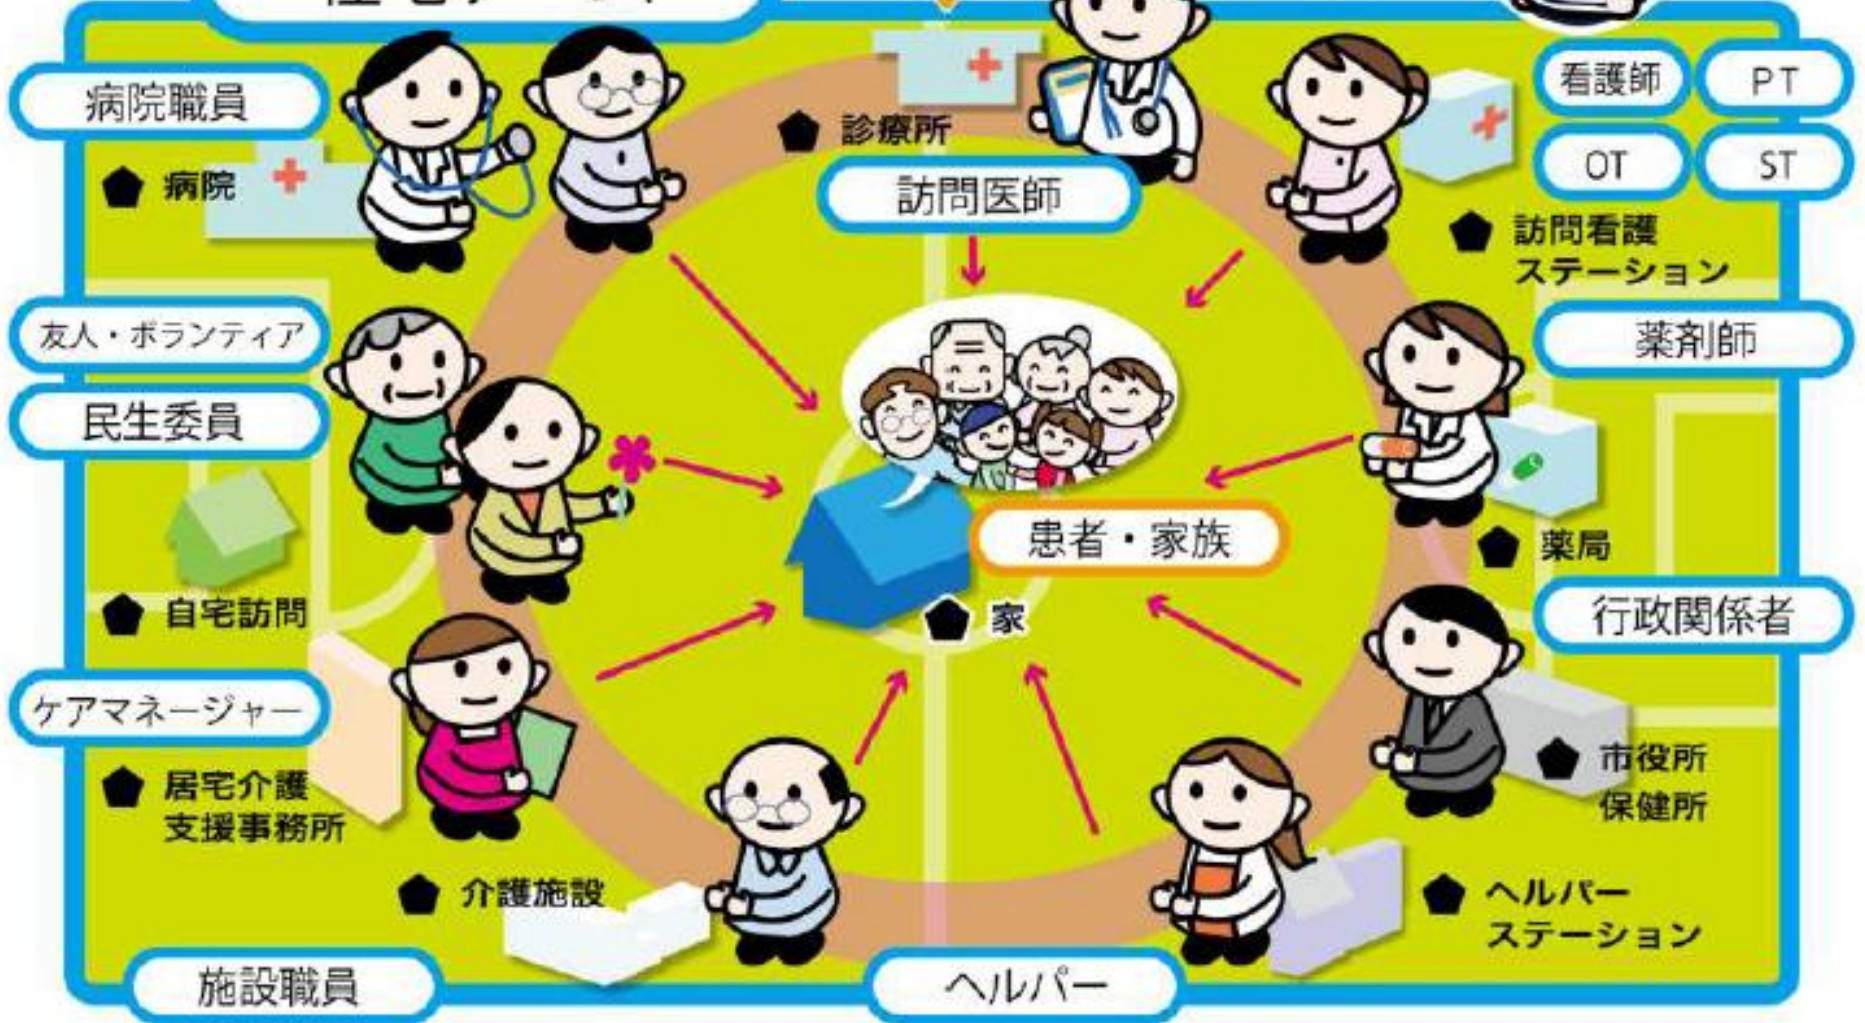 病院職員
病院
診療所
訪問医師
看護師
PT
OT
ST
訪問看護
ステーション
友人・ボランティア
民生委員
自宅訪問
薬剤師
薬局
患者・家族
家
行政関係者
市役所
保健所
ケアマネージャー
居宅介護
支援事務所
介護施設
施設職員
ヘルパー
ヘルパー
ステーション